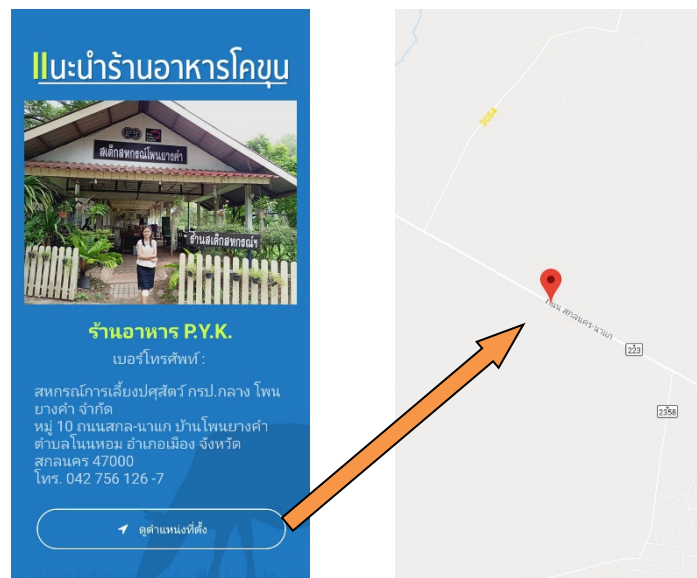 แนะนำร้านอาหารโคขุน
สเต็กสหกรณ์โพนยางคำ
ร้านสเต็กสหกรณ์ฯ
ร้านอาหาร P.Y.K.
เบอร์โทรศัพท์ :
สหกรณ์การเลี้ยงปศุสัตว์ กรป.กลาง โพน
ยางคำ จำกัด
หมู่ 10 ถนนสกล-นาแก บ้านโพนยางคำ
ตำบลโนนหอม อำเภอเมือง จังหวัด
สกลนคร 47000
โทร. 042 756 126 -7
ดูตำแหน่งที่ตั้ง
ถนน สกลนคร-นาแก
223
2358